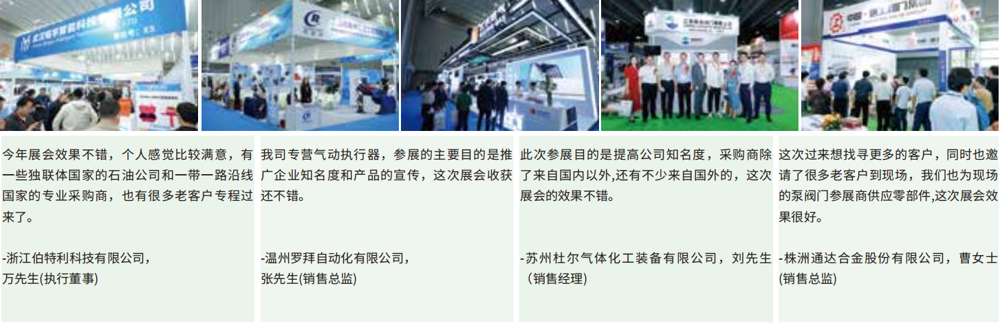 今年展会效果不错，个人感觉比较满意，有
一些独联体国家的石油公司和一带一路沿线
国家的专业采购商，也有很多老客户专程过
来了。
-浙江伯特利科技有限公司，
万先生(执行董事)
我司专营气动执行器，参展的主要目的是推
广企业知名度和产品的宣传，这次展会收获
还不错。
-温州罗拜自动化有限公司，
张先生(销售总监)
此次参展目的是提高公司知名度，采购商除
了来自国内以外,还有不少来自国外的，这次
展会的效果不错。
-苏州杜尔气体化工装备有限公司，刘先生
（销售经理)
这次过来想找寻更多的客户，同时也邀
请了很多老客户到现场，我们也为现场
的泵阀门参展商供应零部件,这次展会效
果很好。
-株洲通达合金股份有限公司，曹女士
(销售总监)